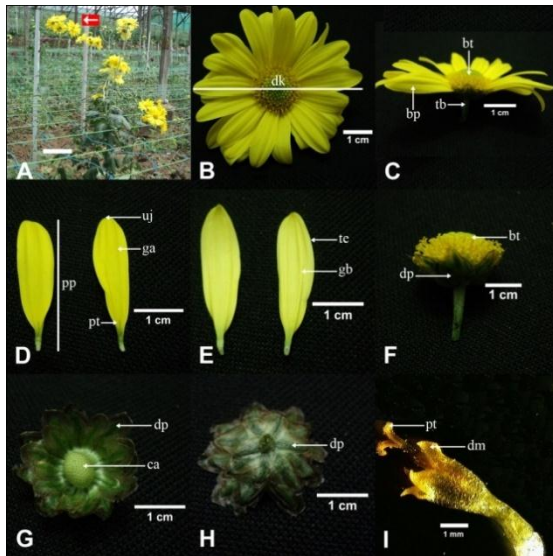 A
dk
1 cm
B
bt
bp
tb
1 cm
C
pp
uj
ga
pt
1 cm
D
tc
gb
1 cm
E
bt
dp
1 cm
F
dp
ca
1 cm
G
dp
1 cm
H
pt
dm
1 mm
I